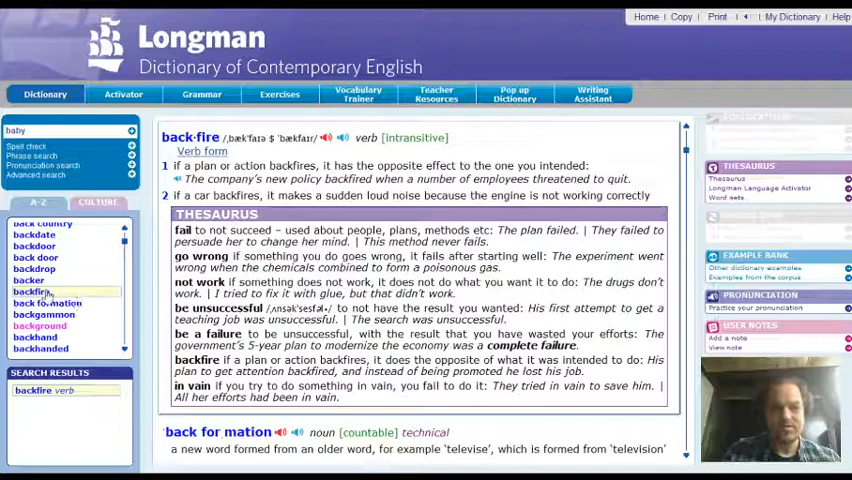 Home | Copy | Print | My Dictionary | Help
Longman
Dictionary of Contemporary English
Dictionary
Activator
Grammar
Exercises
Vocabulary Trainer
Teacher Resources
Pop up Dictionary
Writing Assistant
baby
Spell check
Phrase search
Pronunciation search
Advanced search
A-Z
CULTURE
back country
backdate
backdoor
back door
backdrop
backer
backfire
back formation
backgammon
background
backhand
backhanded
SEARCH RESULTS
backfire verb
back·fire /ˌbækˈfaɪə $ ˈbækfaɪr/ verb [intransitive]
Verb form
1 if a plan or action backfires, it has the opposite effect to the one you intended:
The company's new policy backfired when a number of employees threatened to quit.
2 if a car backfires, it makes a sudden loud noise because the engine is not working correctly
THESAURUS
fail to not succeed – used about people, plans, methods etc: The plan failed. | They failed to
persuade her to change her mind. | This method never fails.
go wrong if something you do goes wrong, it fails after starting well: The experiment went
wrong when the chemicals combined to form a poisonous gas.
not work if something does not work, it does not do what you want it to do: The drugs don't
work. | I tried to fix it with glue, but that didn't work.
be unsuccessful /ˌʌnsəkˈsesfəl◂/ to not have the result you wanted: His first attempt to get a
teaching job was unsuccessful. | The search was unsuccessful.
be a failure to be unsuccessful, with the result that you have wasted your efforts: The
government's 5-year plan to modernize the economy was a complete failure.
backfire if a plan or action backfires, it does the opposite of what it was intended to do: His
plan to get attention backfired, and instead of being promoted he lost his job.
in vain if you try to do something in vain, you fail to do it: They tried in vain to save him. |
All her efforts had been in vain.
ˈback forˌmation noun [countable] technical
a new word formed from an older word, for example 'televise', which is formed from 'television'
THESAURUS
Thesaurus
Longman Language Activator
Word sets
EXAMPLE BANK
Other dictionary examples
Examples from the corpus
PRONUNCIATION
Practice your pronunciation
USER NOTES
Add a note
View note